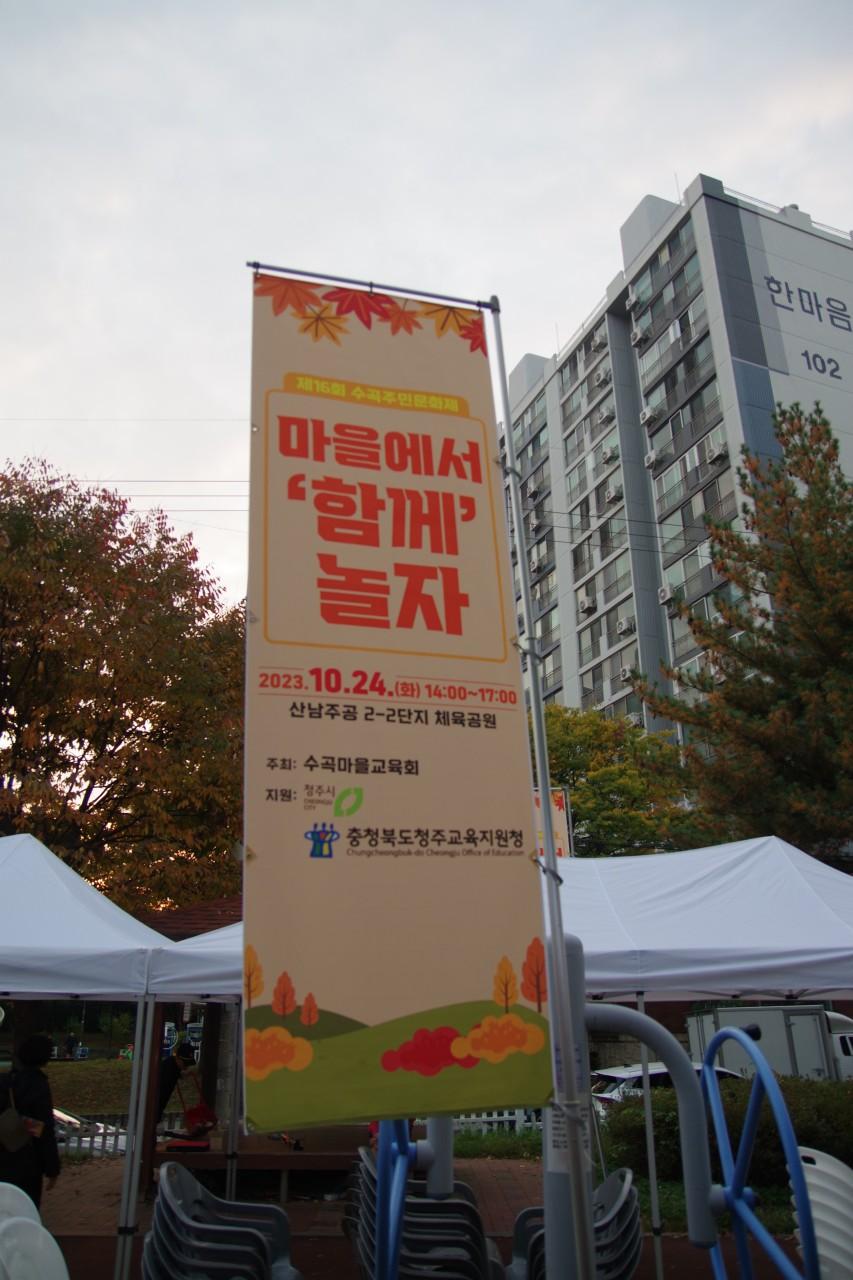 제16회 수곡주민문화제
마을에서
‘함께’
놀자
2023. 10.24.(화) 14:00~17:00
산남주공 2-2단지 체육공원
주최: 수곡마을교육회
지원: 청주시
CHEONGJU
CITY
충청북도청주교육지원청
Chungcheongbuk-do Cheongju Office of Education
한마음
102